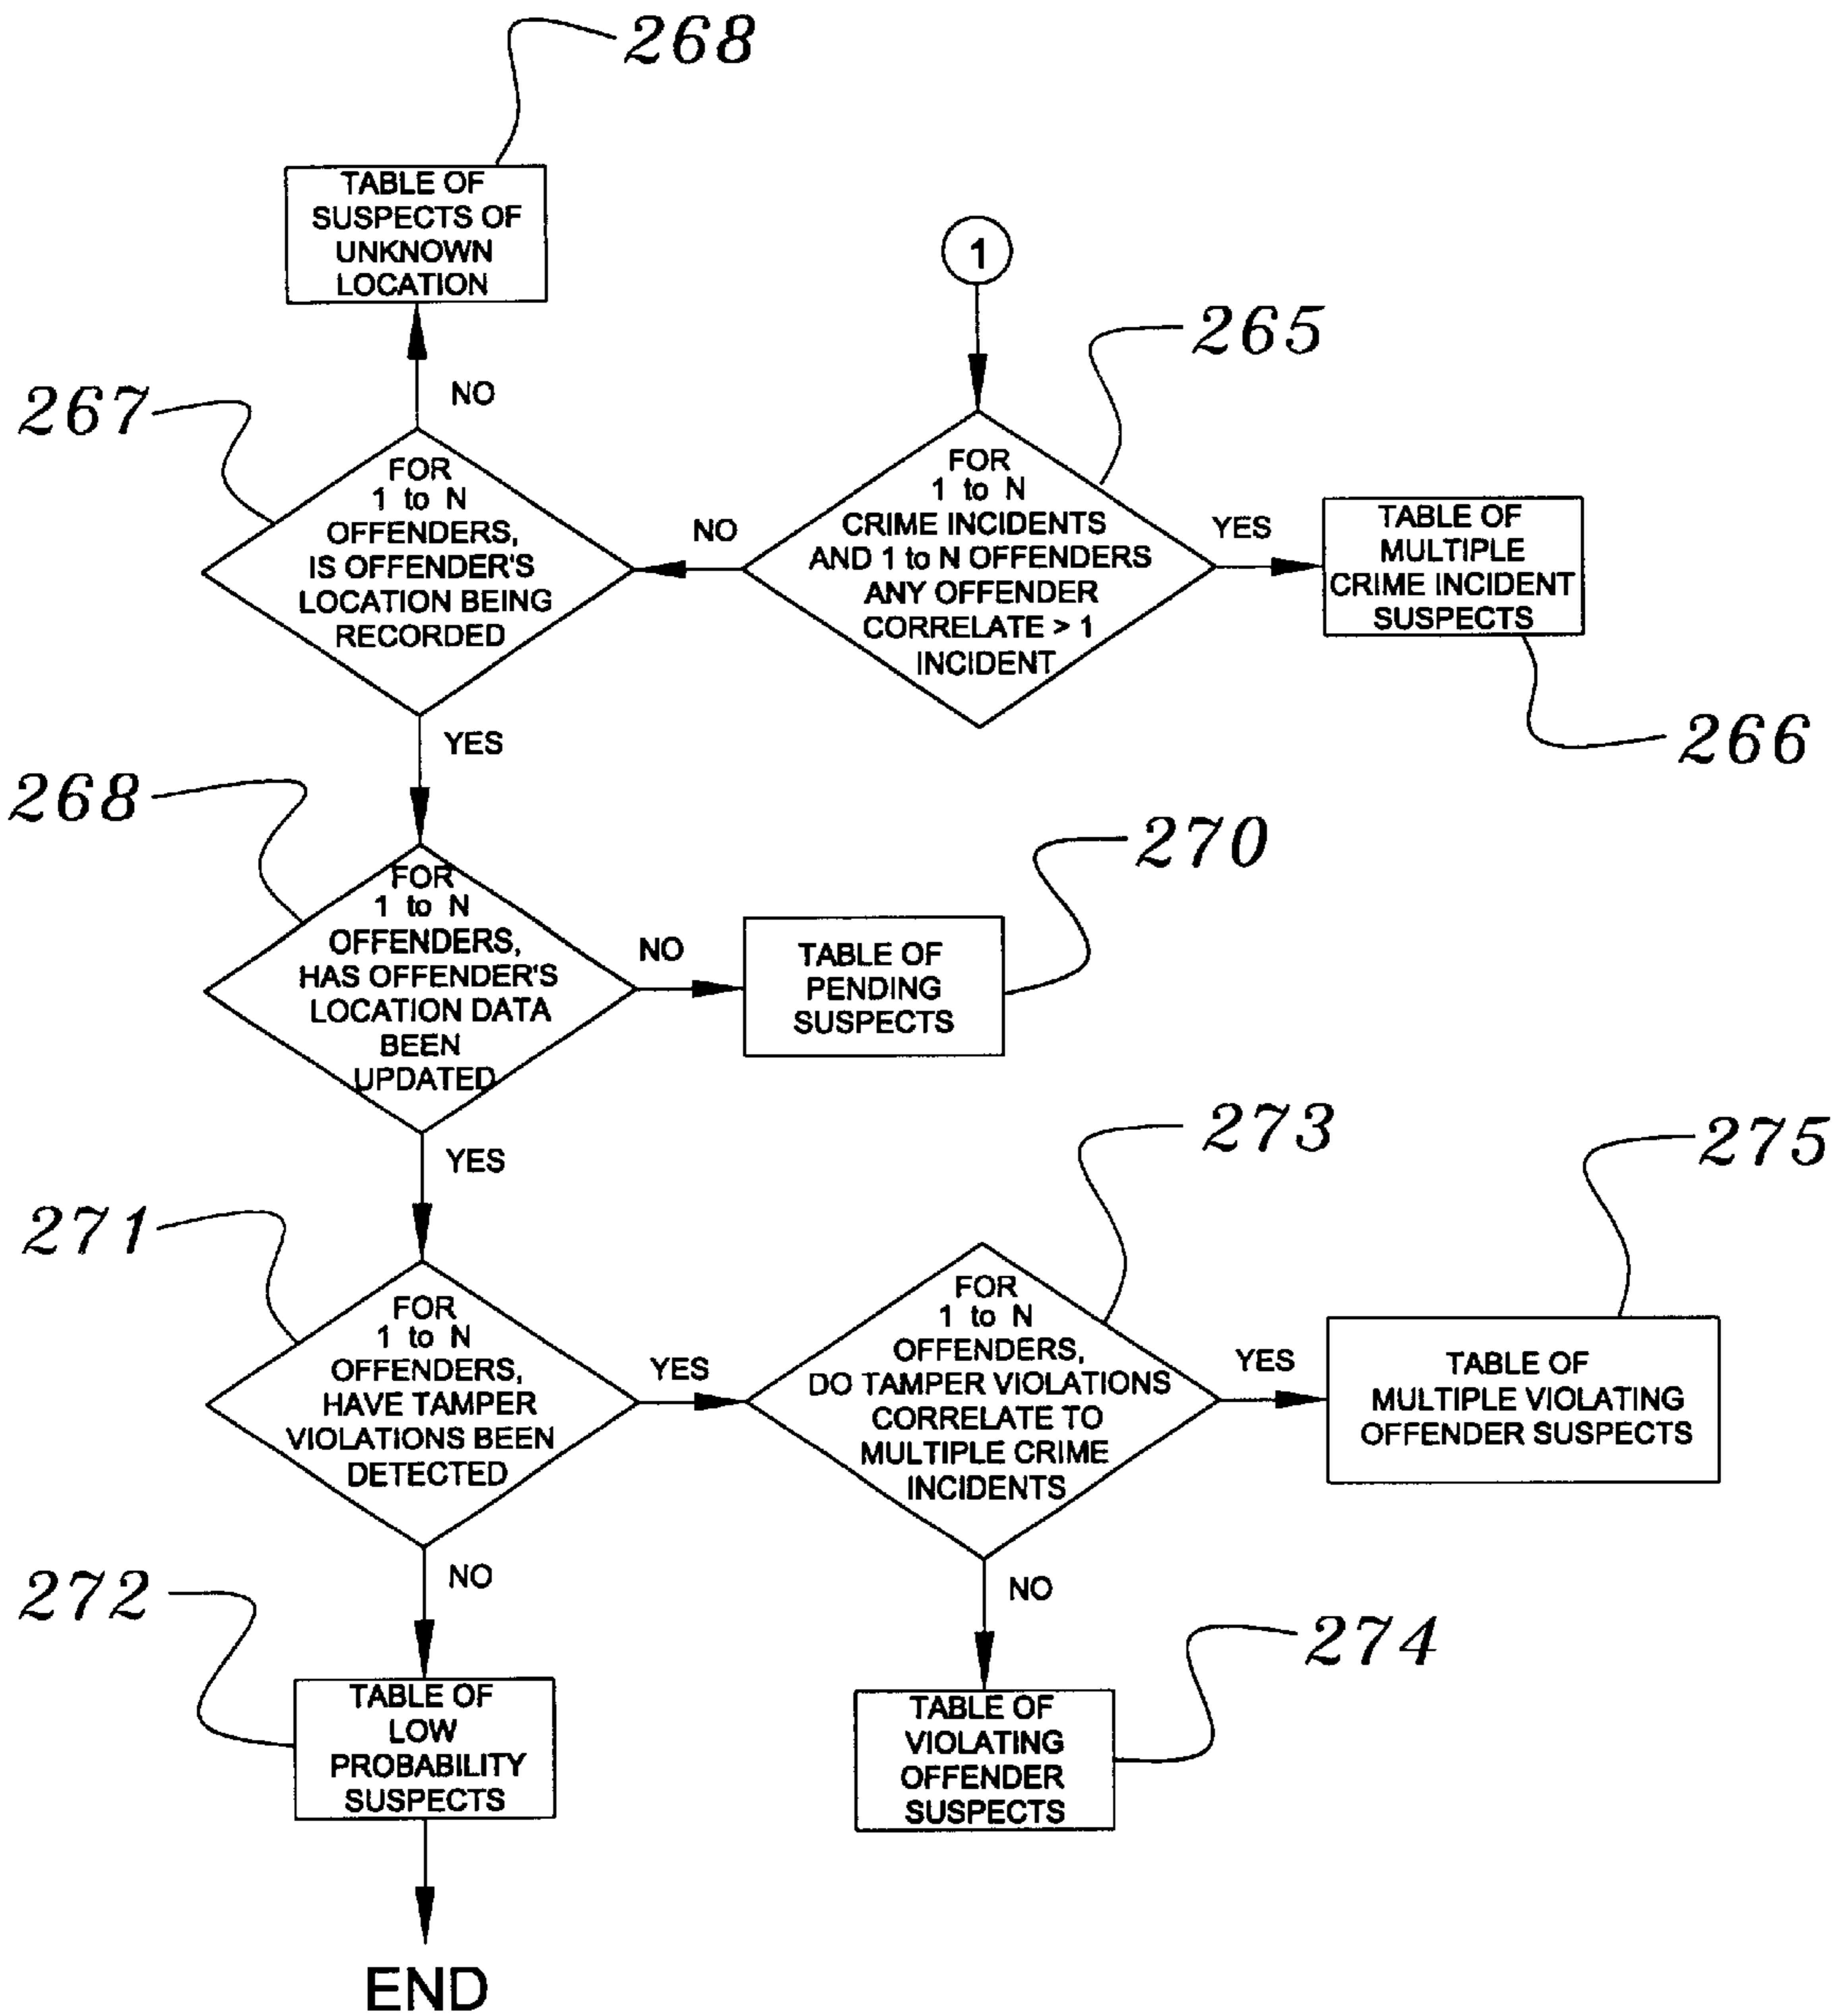 268
TABLE OF
SUSPECTS OF
UNKNOWN
LOCATION
1
265
267
NO
FOR
1 to N
OFFENDERS,
IS OFFENDER'S
LOCATION BEING
RECORDED
NO
FOR
1 to N
CRIME INCIDENTS
AND 1 to N OFFENDERS
ANY OFFENDER
CORRELATE > 1
INCIDENT
YES
TABLE OF
MULTIPLE
CRIME INCIDENT
SUSPECTS
266
YES
268
FOR
1 to N
OFFENDERS,
HAS OFFENDER'S
LOCATION DATA
BEEN
UPDATED
NO
TABLE OF
PENDING
SUSPECTS
270
YES
271
FOR
1 to N
OFFENDERS,
HAVE TAMPER
VIOLATIONS BEEN
DETECTED
YES
273
FOR
1 to N
OFFENDERS,
DO TAMPER VIOLATIONS
CORRELATE TO
MULTIPLE CRIME
INCIDENTS
YES
275
TABLE OF
MULTIPLE VIOLATING
OFFENDER SUSPECTS
NO
272
TABLE OF
LOW
PROBABILITY
SUSPECTS
NO
274
TABLE OF
VIOLATING
OFFENDER
SUSPECTS
END